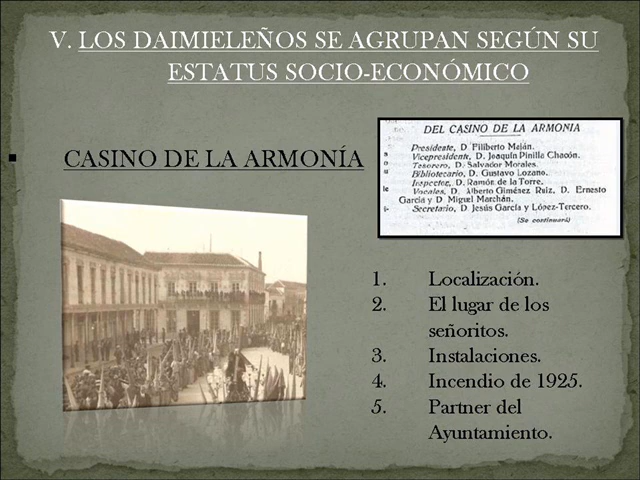 V. LOS DAIMIELEÑOS SE AGRUPAN SEGÚN SU
ESTATUS SOCIO-ECONÓMICO
▪ CASINO DE LA ARMONÍA
DEL CASINO DE LA ARMONIA
Presidente, D. Filiberto Maján.
Vicepresidente, D. Joaquín Pinilla Chacón.
Tesorero, D. Salvador Morales.
Bibliotecario, D. Gustavo Lozano.
Inspector, D. Ramón de la Torre.
Vocales, D. Alberto Giménez Ruiz, D. Ernesto
García y D. Miguel Marchán.
Secretario, D. Jesús García y López-Tercero.
(Se continuará)
1. Localización.
2. El lugar de los
señoritos.
3. Instalaciones.
4. Incendio de 1925.
5. Partner del
Ayuntamiento.